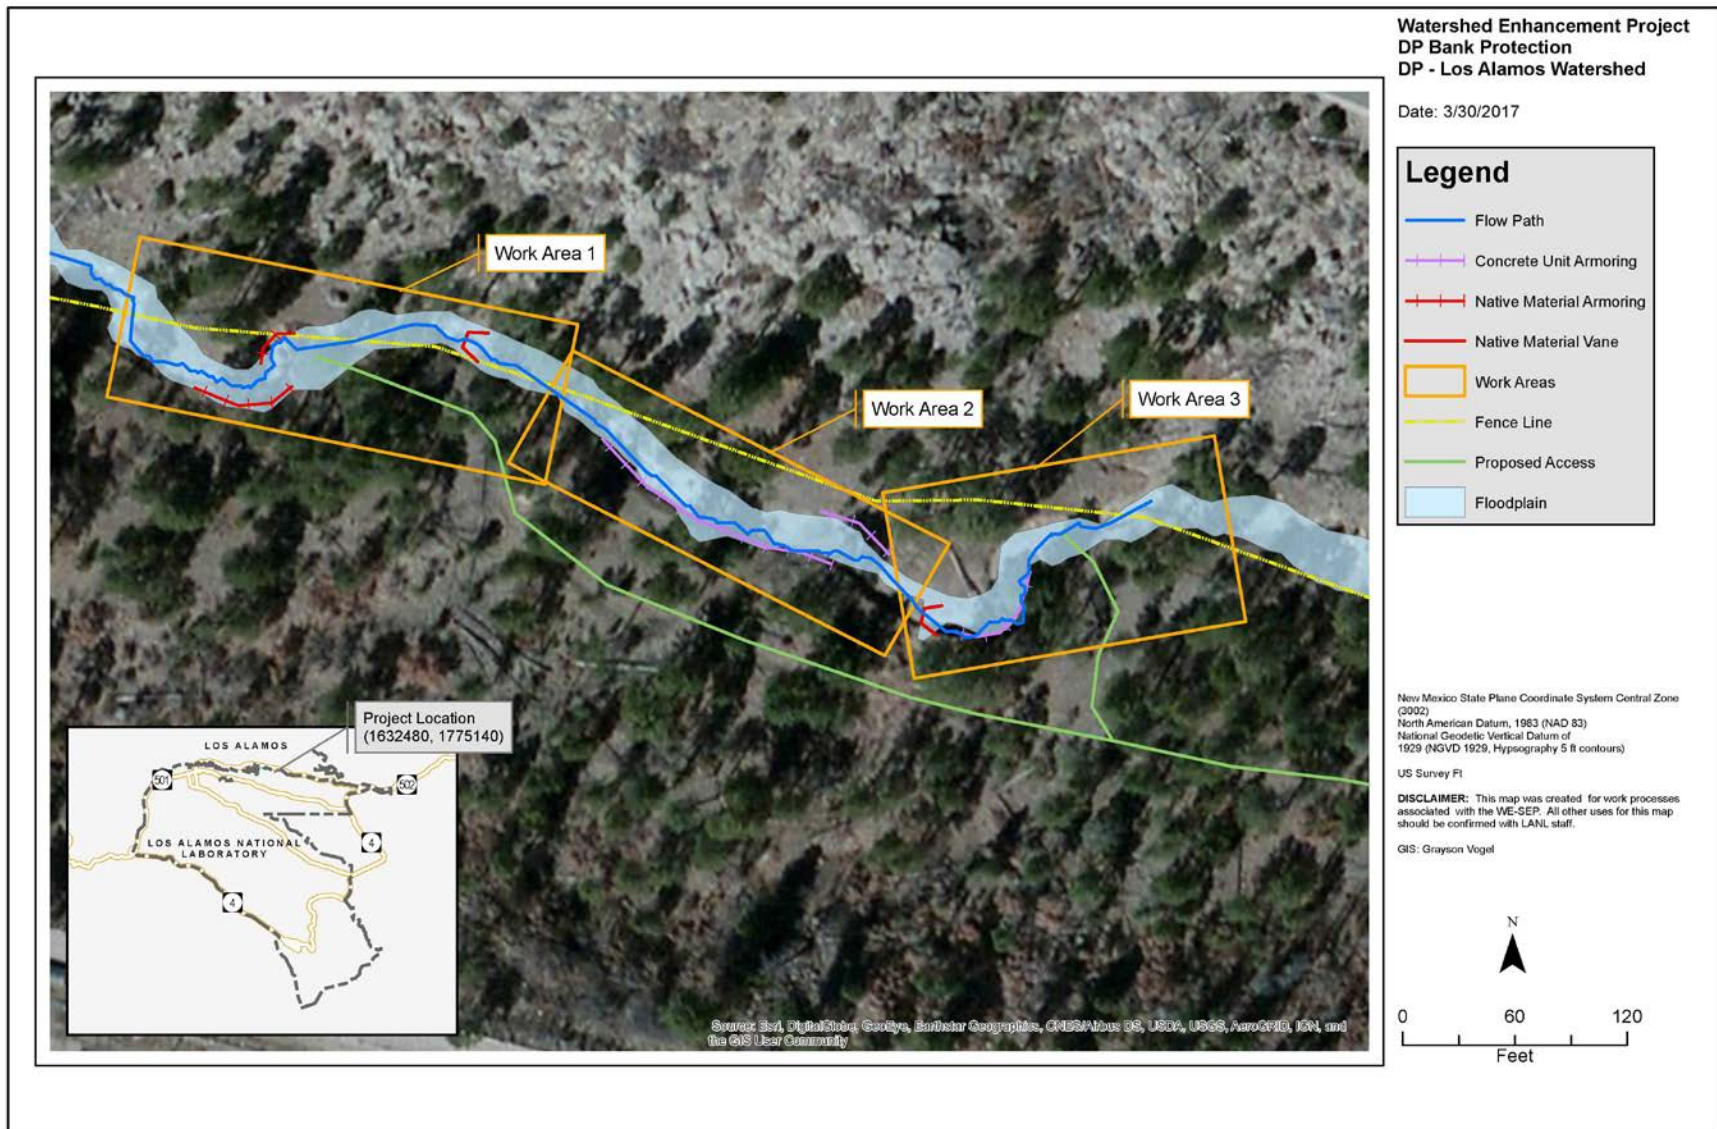 Watershed Enhancement Project
DP Bank Protection
DP - Los Alamos Watershed
Date: 3/30/2017
Legend
Flow Path
Concrete Unit Armoring
Native Material Armoring
Native Material Vane
Work Areas
Fence Line
Proposed Access
Floodplain
Work Area 1
Work Area 2
Work Area 3
Project Location
(1632480, 1775140)
LOS ALAMOS
501
502
4
LOS ALAMOS NATIONAL
LABORATORY
4
Source: Esri, DigitalGlobe, GeoEye, Earthstar Geographics, CNES/Airbus DS, USDA, USGS, AeroGRID, IGN, and
the GIS User Community
New Mexico State Plane Coordinate System Central Zone
(3002)
North American Datum, 1983 (NAD 83)
National Geodetic Vertical Datum of
1929 (NGVD 1929, Hypsography 5 ft contours)
US Survey Ft
DISCLAIMER: This map was created for work processes
associated with the WE-SEP. All other uses for this map
should be confirmed with LANL staff.
GIS: Grayson Vogel
N
0 60 120
Feet